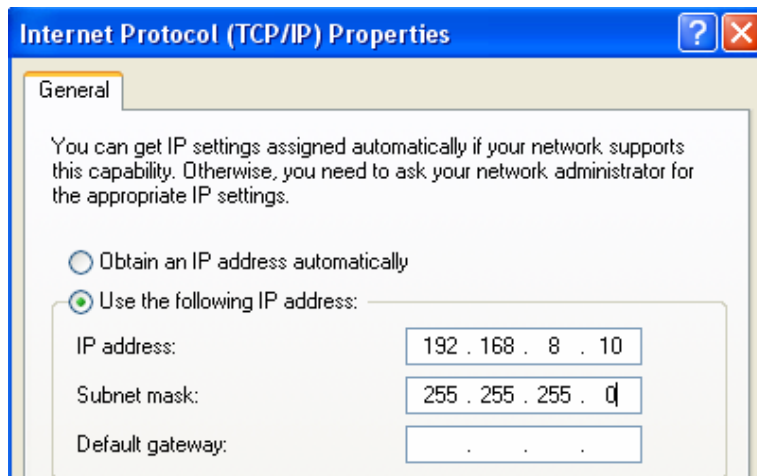 Internet Protocol (TCP/IP) Properties
General
You can get IP settings assigned automatically if your network supports
this capability. Otherwise, you need to ask your network administrator for
the appropriate IP settings.
Obtain an IP address automatically
Use the following IP address:
IP address: 192 . 168 . 8 . 10
Subnet mask: 255 . 255 . 255 . 0
Default gateway: . . .